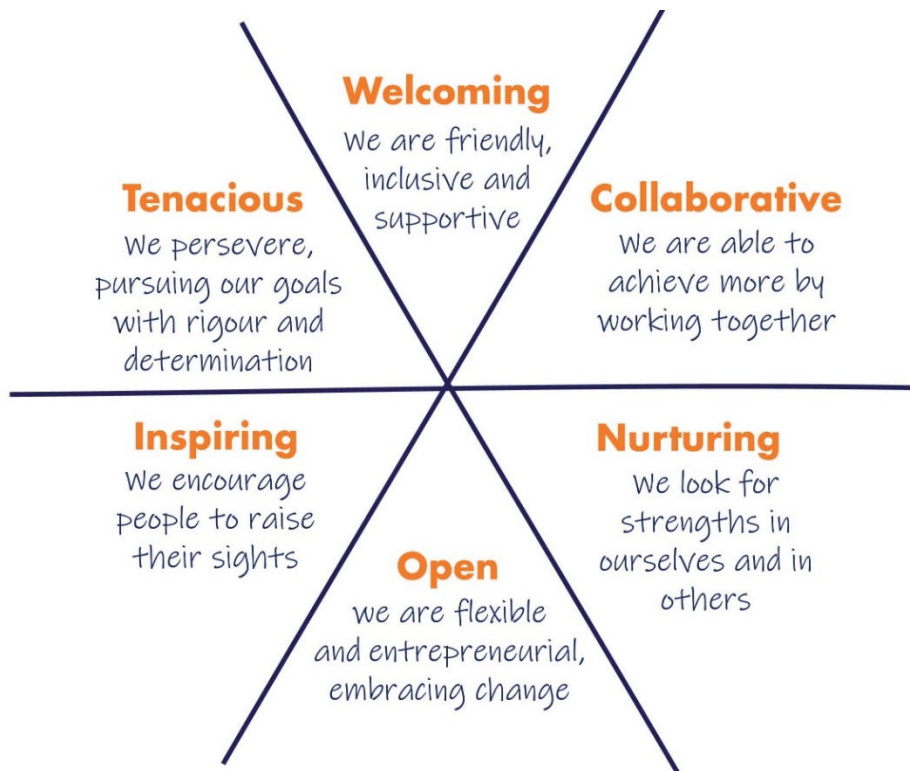 Welcoming
We are friendly,
inclusive and
supportive
Collaborative
We are able to
achieve more by
working together
Nurturing
We look for
strengths in
ourselves and in
others
Open
we are flexible
and entrepreneurial,
embracing change
Inspiring
We encourage
people to raise
their sights
Tenacious
We persevere,
pursuing our goals
with rigour and
determination